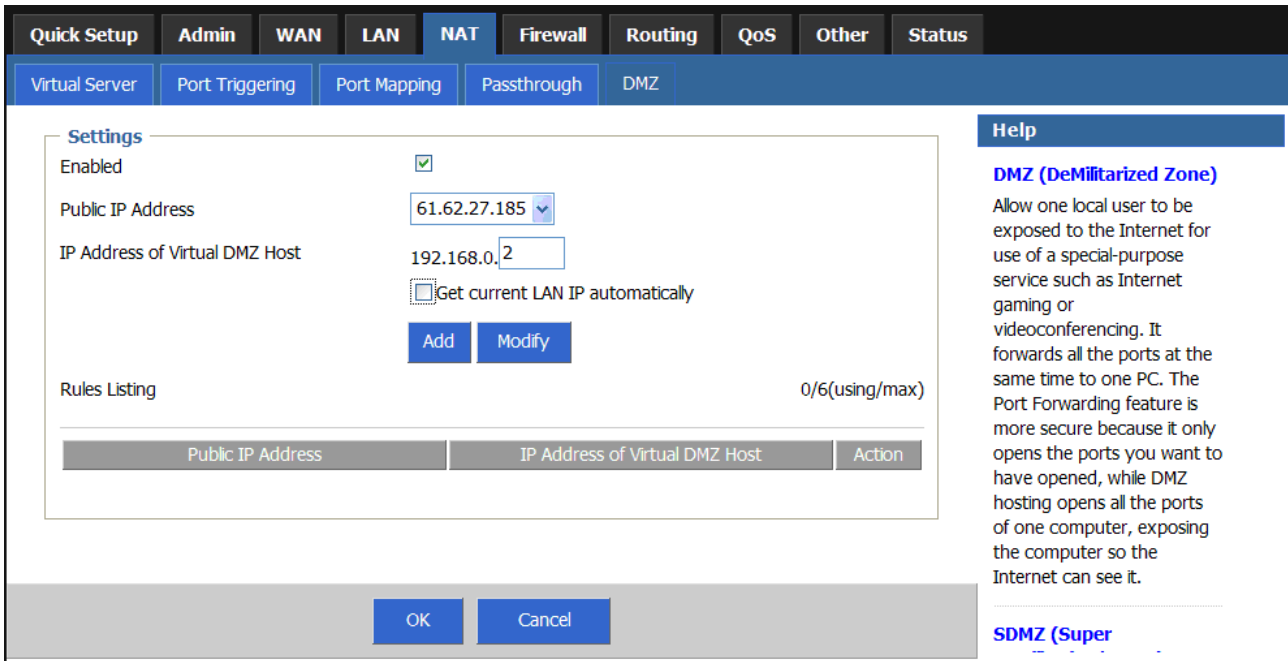 Quick Setup Admin WAN LAN NAT Firewall Routing QoS Other Status
Virtual Server Port Triggering Port Mapping Passthrough DMZ
Settings
Enabled
Public IP Address 61.62.27.185
IP Address of Virtual DMZ Host 192.168.0. 2
Get current LAN IP automatically
Add Modify
Rules Listing 0/6(using/max)
Public IP Address IP Address of Virtual DMZ Host Action
OK Cancel
Help
DMZ (DeMilitarized Zone)
Allow one local user to be
exposed to the Internet for
use of a special-purpose
service such as Internet
gaming or
videoconferencing. It
forwards all the ports at the
same time to one PC. The
Port Forwarding feature is
more secure because it only
opens the ports you want to
have opened, while DMZ
hosting opens all the ports
of one computer, exposing
the computer so the
Internet can see it.
SDMZ (Super